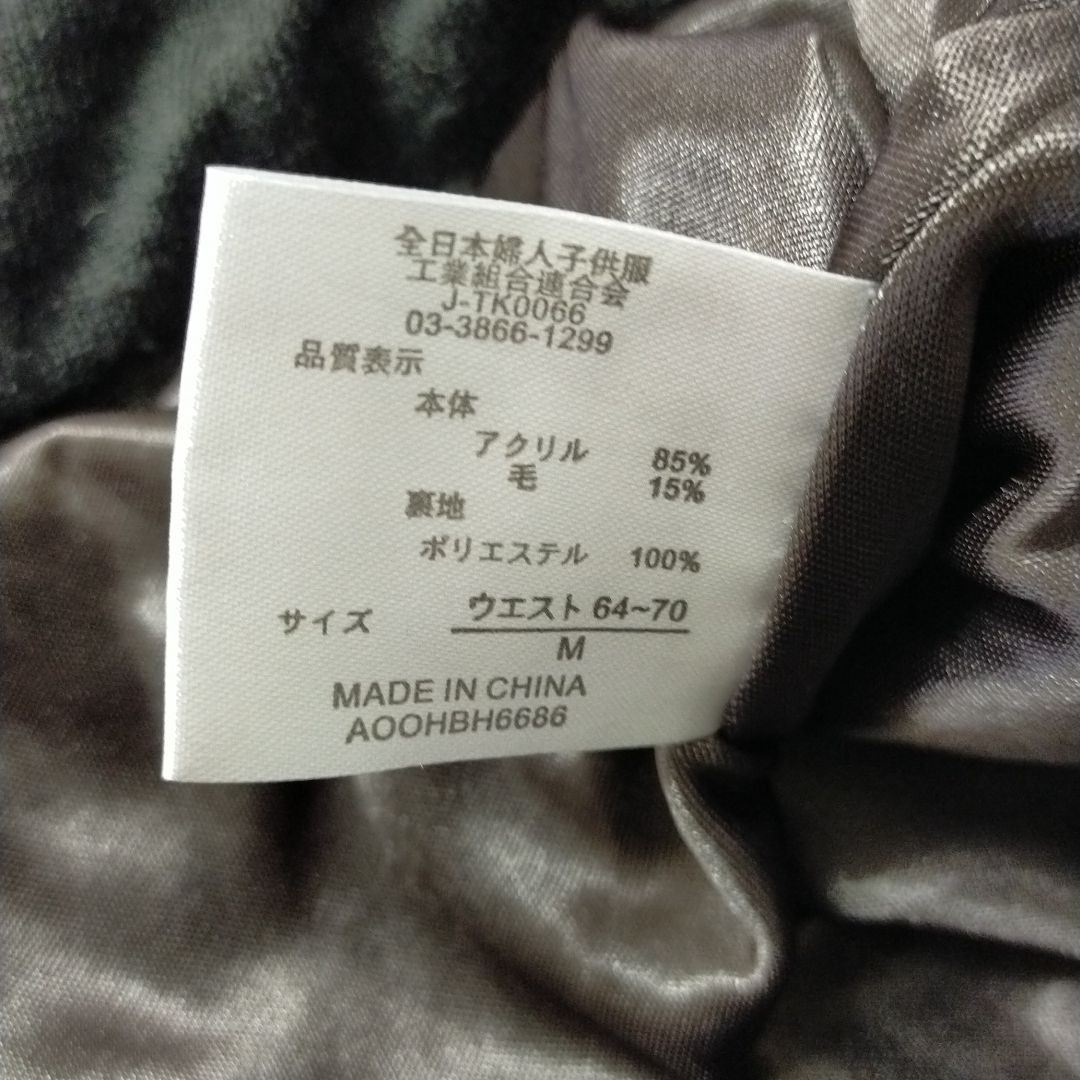 全日本婦人子供服
工業組合連合会
J-TK0066
03-3866-1299
品質表示
本体
アクリル 85%
毛 15%
裏地
ポリエステル 100%
サイズ ウエスト 64~70
M
MADE IN CHINA
AOOHBH6686